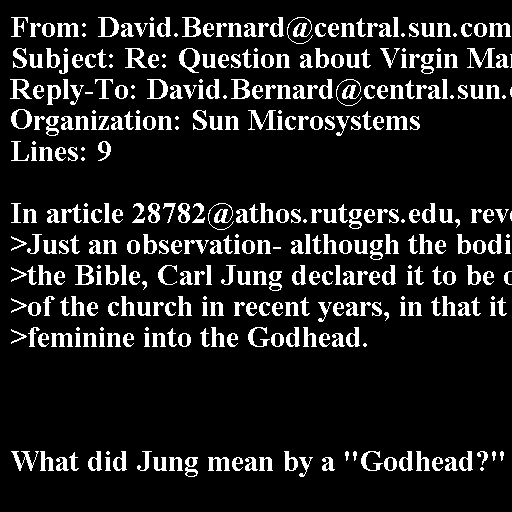 From: David.Bernard@central.sun.com
Subject: Re: Question about Virgin Mar
Reply-To: David.Bernard@central.sun.
Organization: Sun Microsystems
Lines: 9
In article 28782@athos.rutgers.edu, reve
>Just an observation- although the bodi
>the Bible, Carl Jung declared it to be o
>of the church in recent years, in that it
>feminine into the Godhead.
What did Jung mean by a "Godhead?"